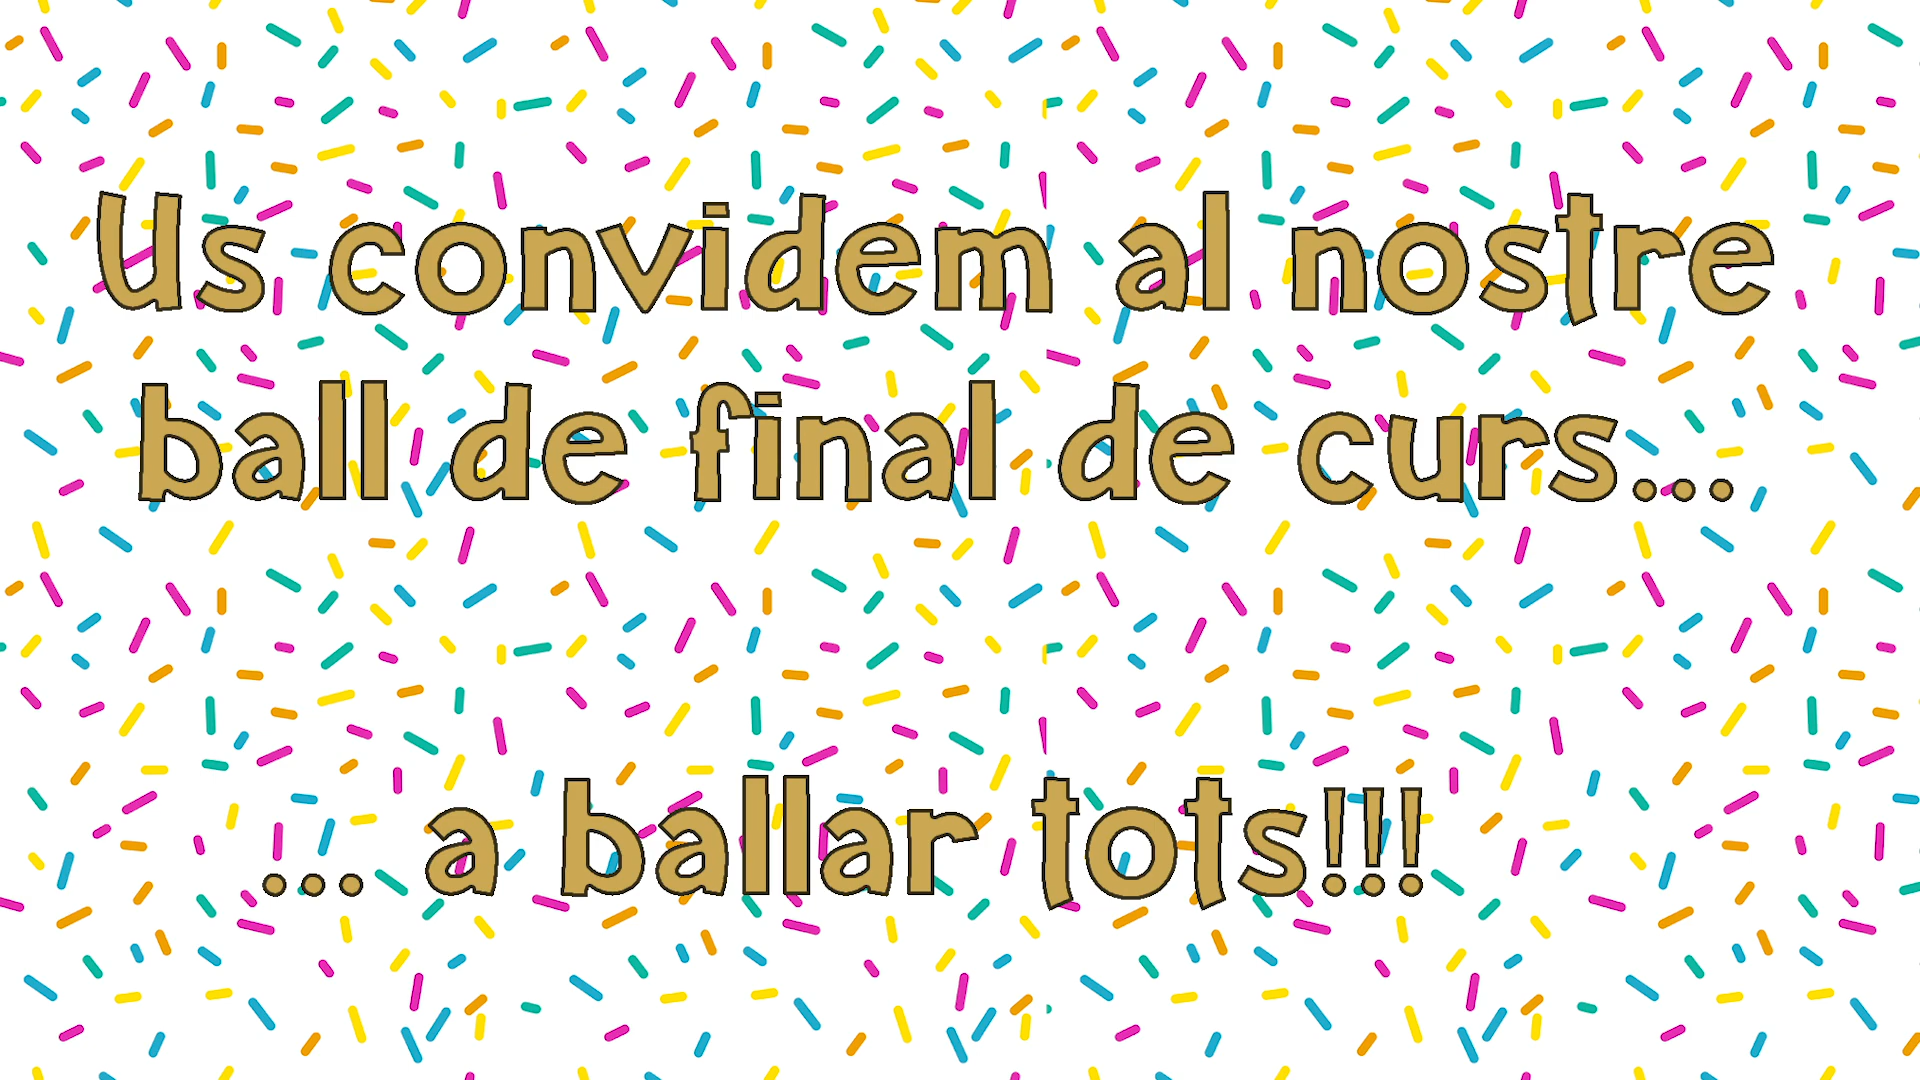 Us convidem al nostre
ball de final de curs...
... a ballar tots!!!